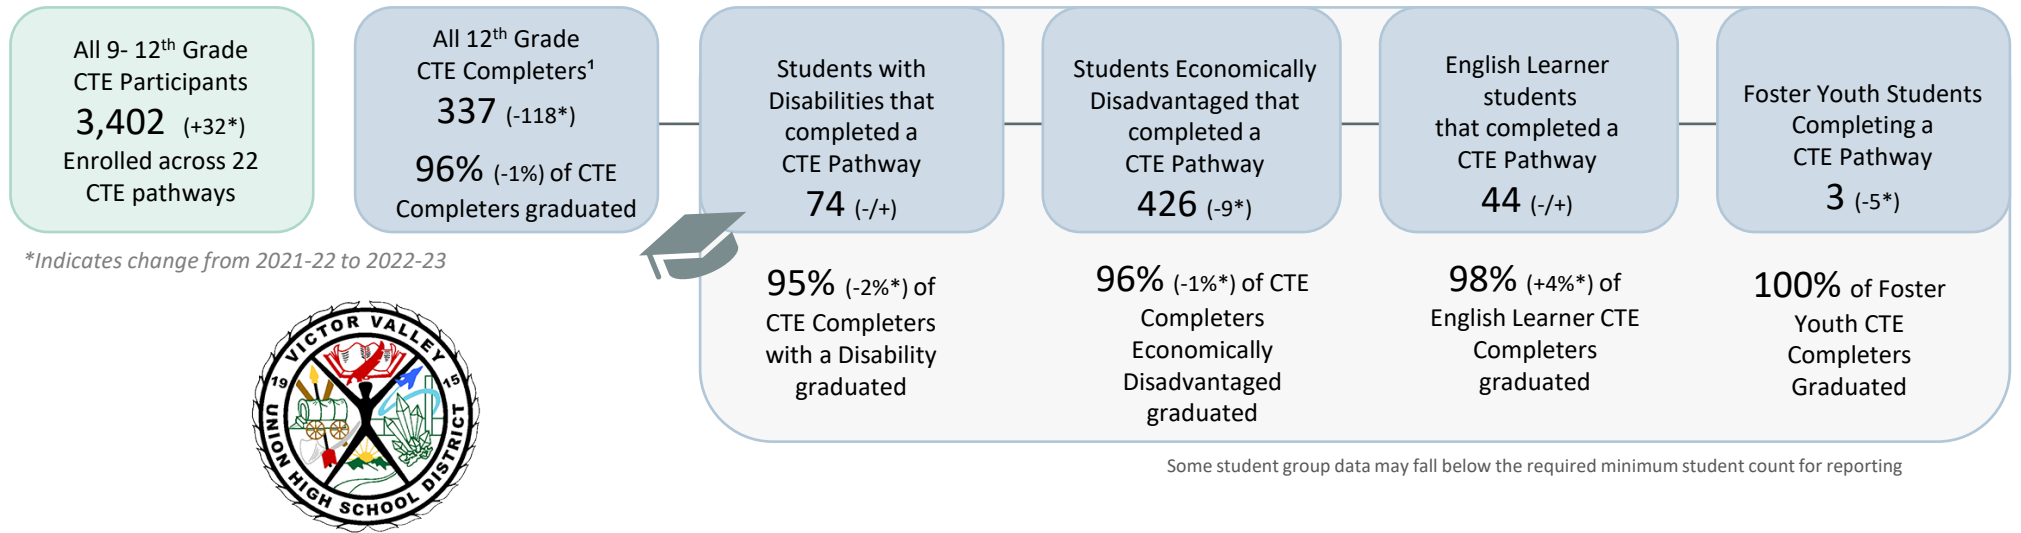 All 9- 12th Grade
CTE Participants
3,402 (+32*)
Enrolled across 22
CTE pathways
All 12th Grade
CTE Completers¹
337 (-118*)
96% (-1%) of CTE
Completers graduated
Students with
Disabilities that
completed a
CTE Pathway
74 (-/+)
Students Economically
Disadvantaged that
completed a
CTE Pathway
426 (-9*)
English Learner
students
that completed a
CTE Pathway
44 (-/+)
Foster Youth Students
Completing a
CTE Pathway
3 (-5*)
*Indicates change from 2021-22 to 2022-23
95% (-2%*) of
CTE Completers
with a Disability
graduated
96% (-1%*) of CTE
Completers
Economically
Disadvantaged
graduated
98% (+4%*) of
English Learner CTE
Completers
graduated
100% of Foster
Youth CTE
Completers
Graduated
VICTOR VALLEY
19 15
UNION HIGH SCHOOL DISTRICT
Some student group data may fall below the required minimum student count for reporting